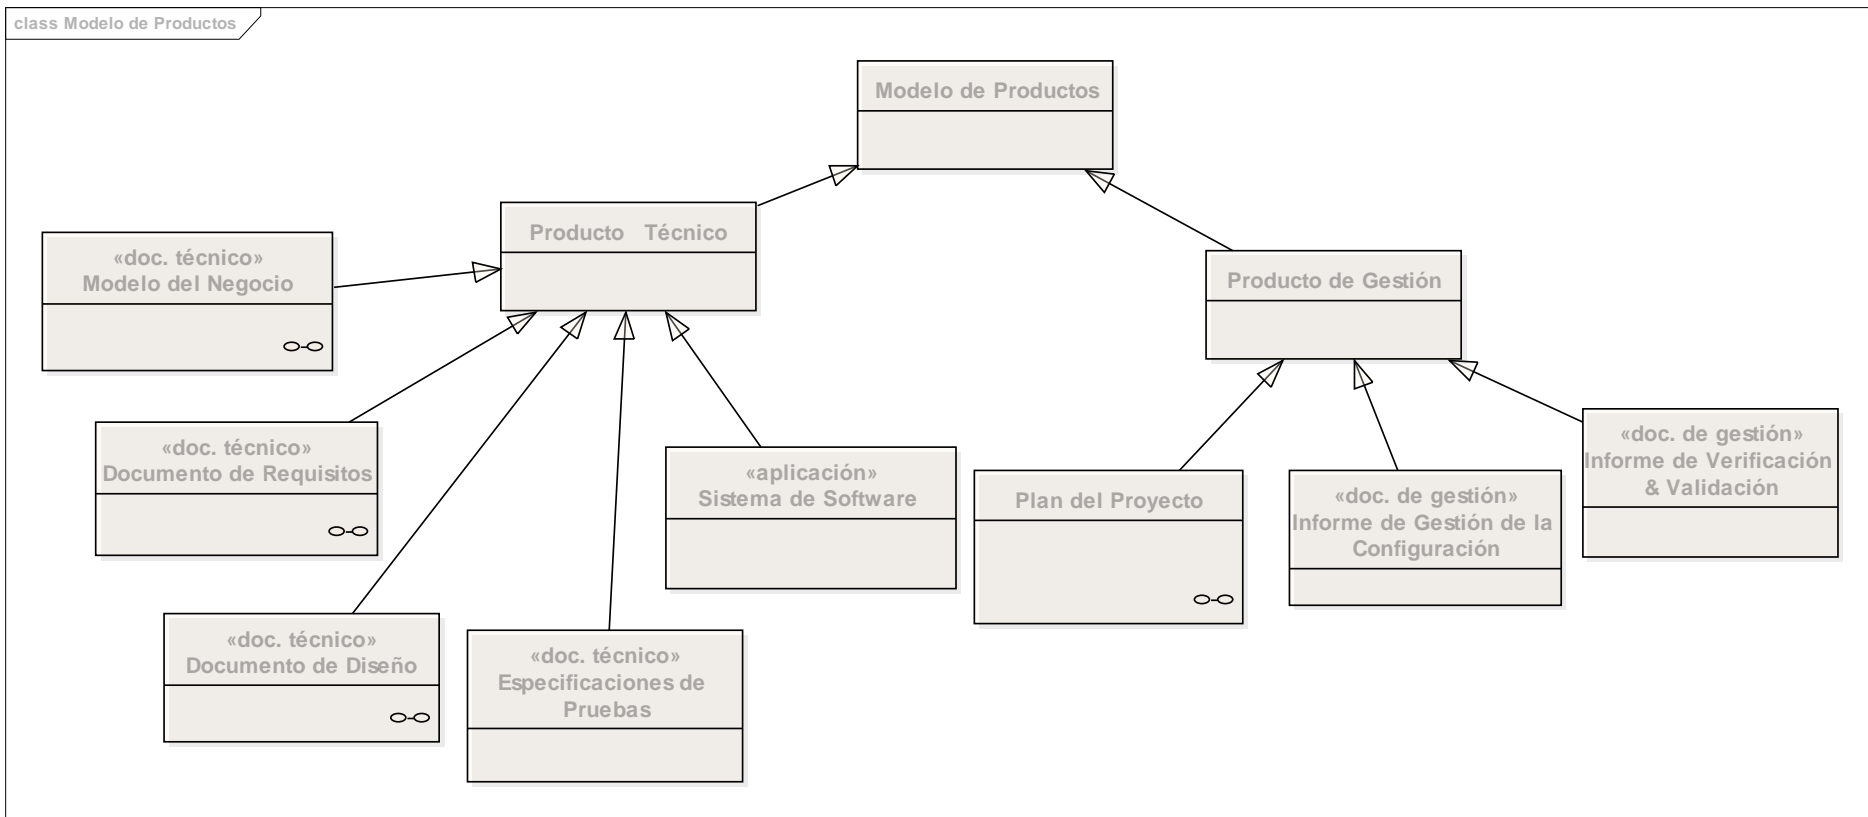 class Modelo de Productos
Modelo de Productos
Producto Técnico
«doc. técnico»
Modelo del Negocio
Producto de Gestión
«doc. técnico»
Documento de Requisitos
«aplicación»
Sistema de Software
Plan del Proyecto
«doc. de gestión»
Informe de Gestión de la
Configuración
«doc. de gestión»
Informe de Verificación
& Validación
«doc. técnico»
Documento de Diseño
«doc. técnico»
Especificaciones de
Pruebas